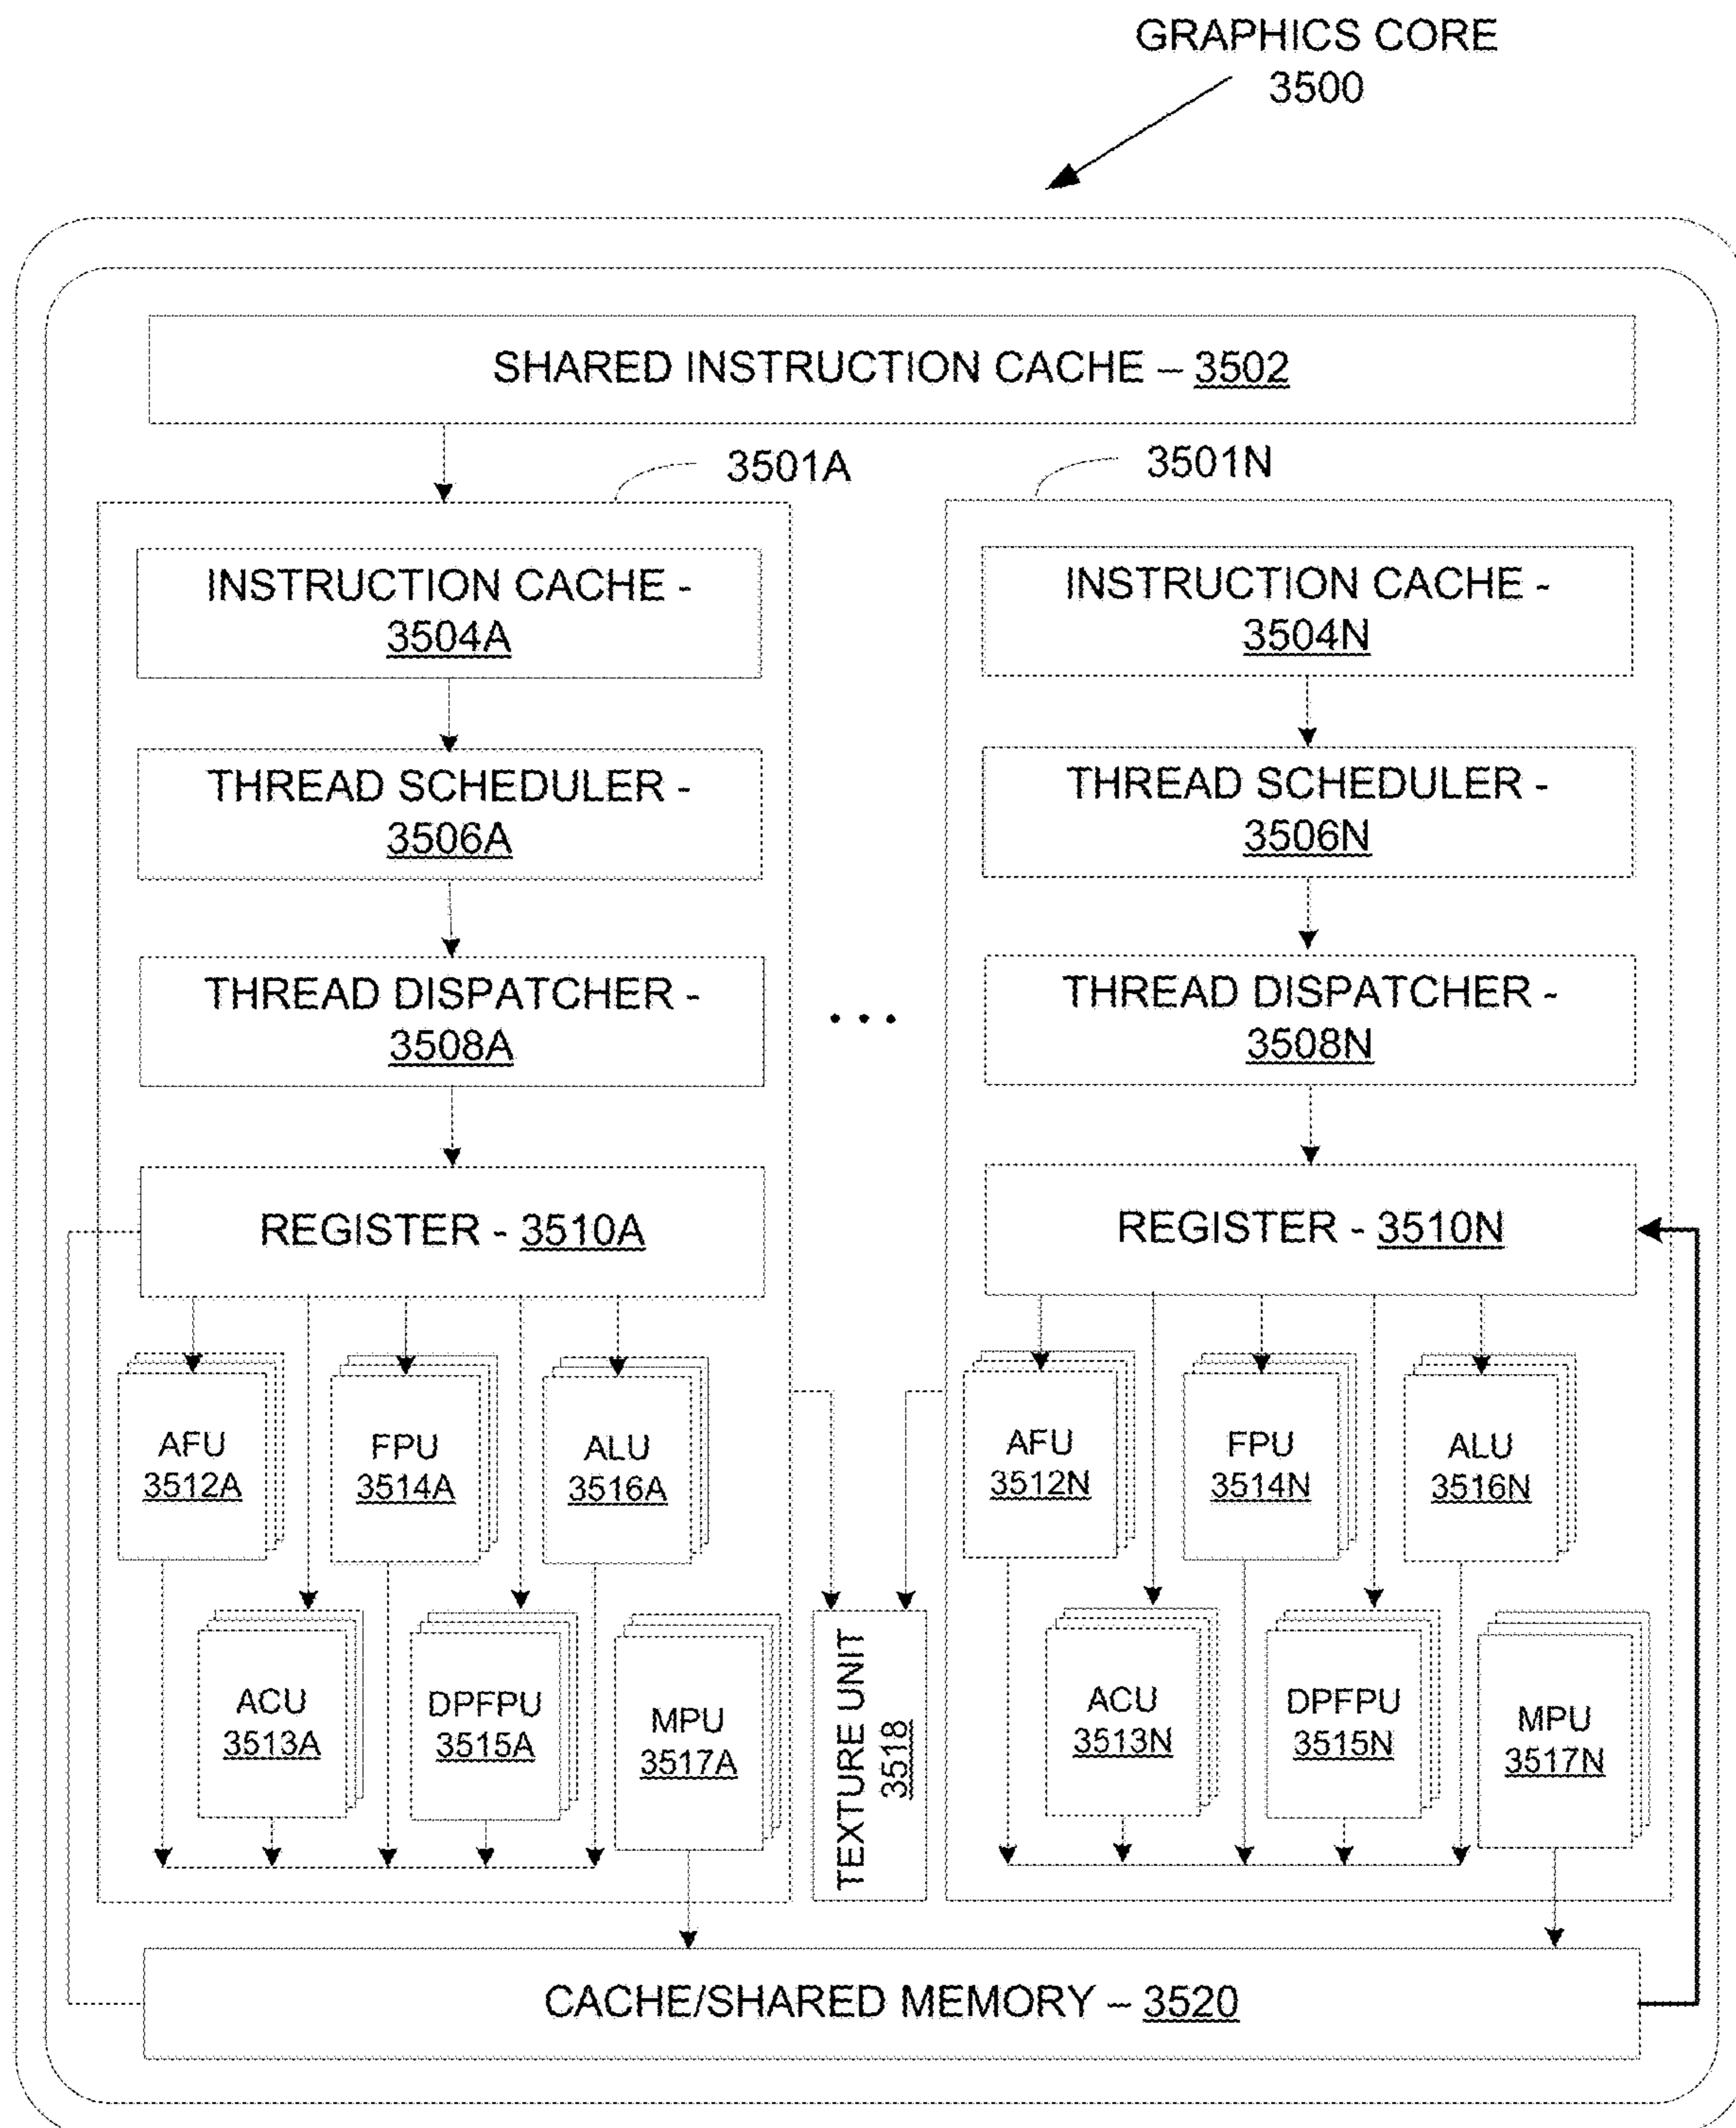 GRAPHICS CORE
3500
SHARED INSTRUCTION CACHE – 3502
3501A
3501N
INSTRUCTION CACHE -
3504A
INSTRUCTION CACHE -
3504N
THREAD SCHEDULER -
3506A
THREAD SCHEDULER -
3506N
THREAD DISPATCHER -
3508A
...
THREAD DISPATCHER -
3508N
REGISTER - 3510A
REGISTER - 3510N
AFU
3512A
FPU
3514A
ALU
3516A
AFU
3512N
FPU
3514N
ALU
3516N
ACU
3513A
DPFPU
3515A
MPU
3517A
TEXTURE UNIT
3518
ACU
3513N
DPFPU
3515N
MPU
3517N
CACHE/SHARED MEMORY – 3520